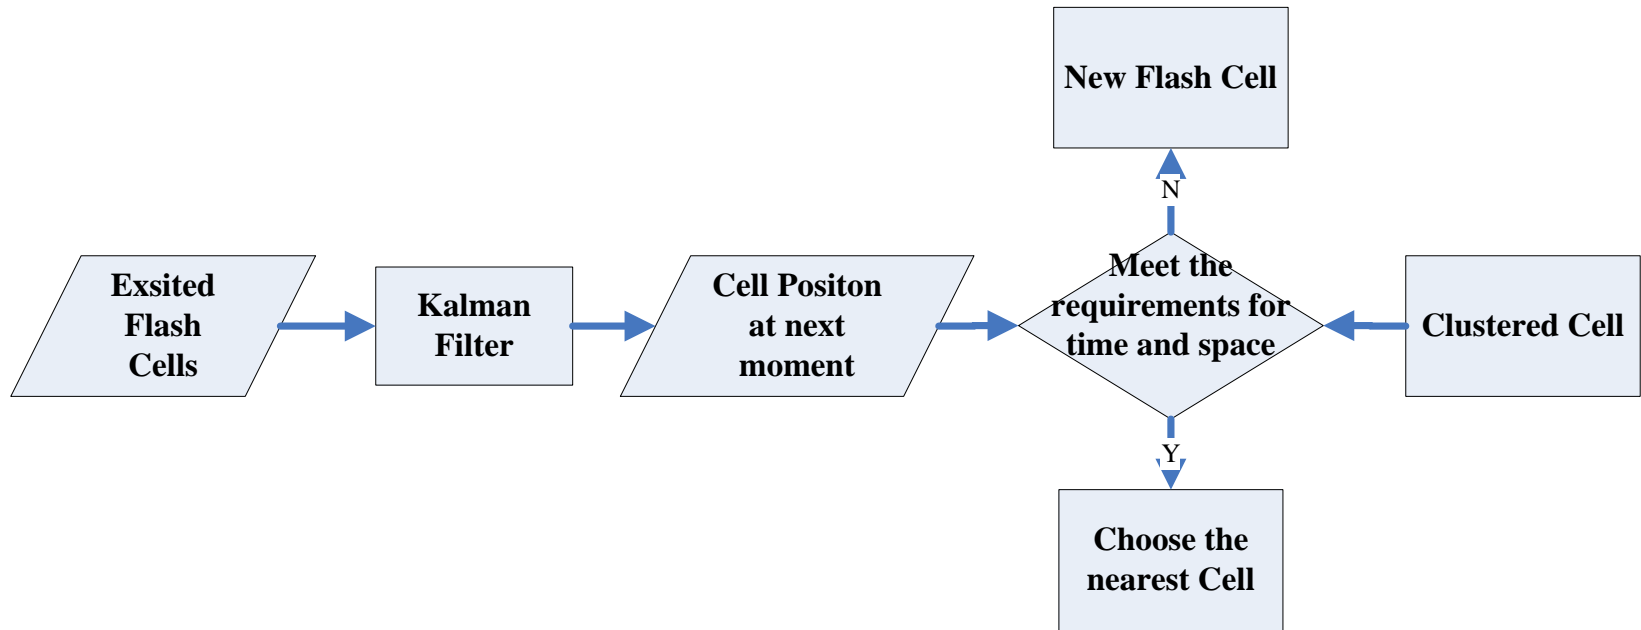 New Flash Cell
N
Exsited
Flash
Cells
Kalman
Filter
Cell Positon
at next
moment
Meet the
requirements for
time and space
Clustered Cell
Y
Choose the
nearest Cell